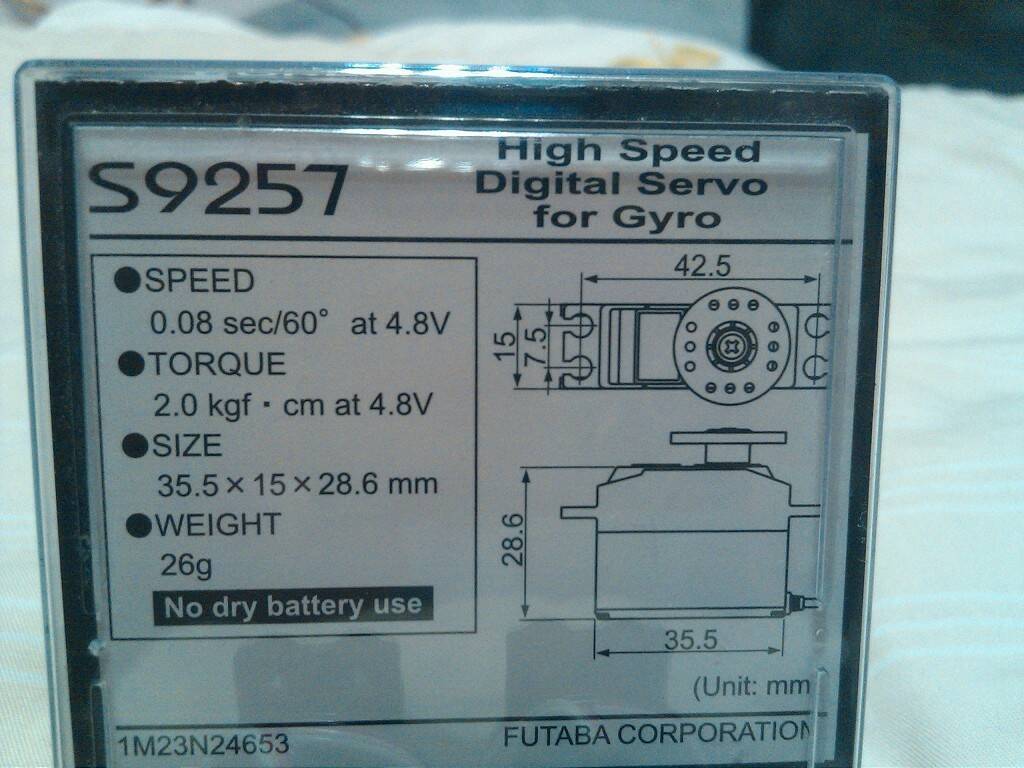 S9257
High Speed
Digital Servo
for Gyro
●SPEED
0.08 sec/60° at 4.8V
●TORQUE
2.0 kgf・cm at 4.8V
●SIZE
35.5×15×28.6 mm
●WEIGHT
26g
No dry battery use
42.5
15
7.5
28.6
35.5
(Unit: mm
1M23N24653
FUTABA CORPORATION